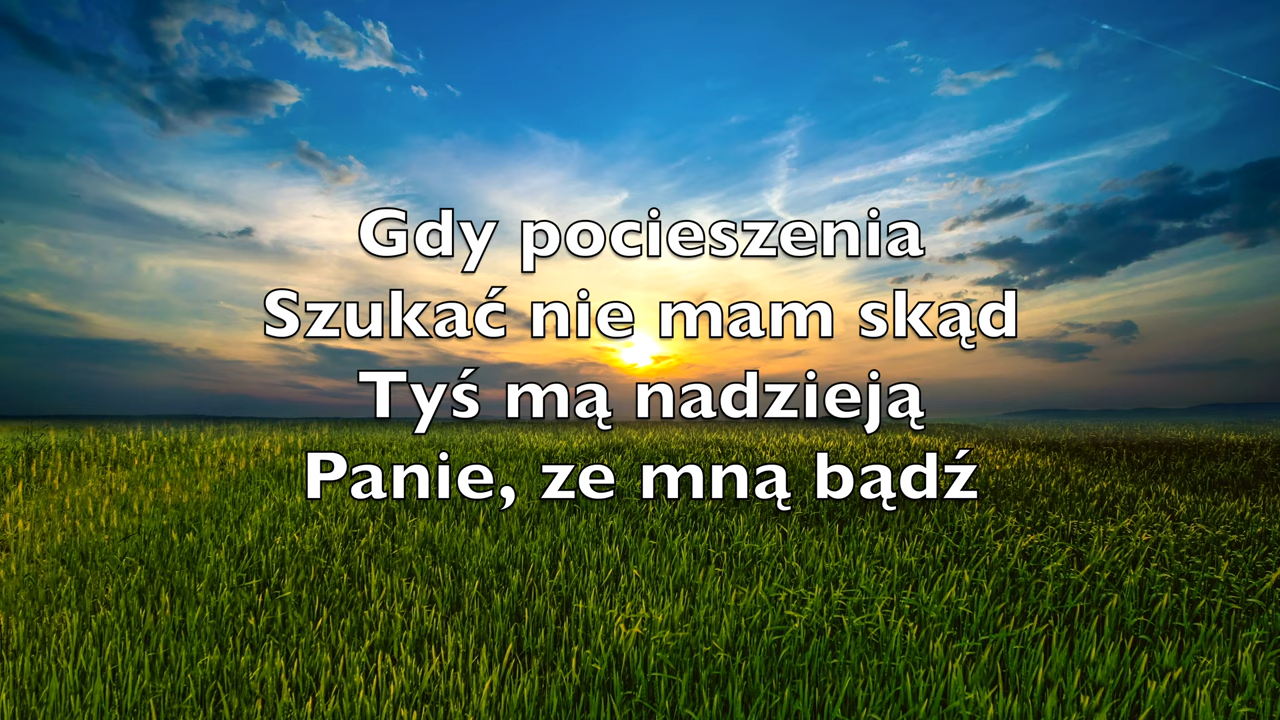 Gdy pocieszenia
Szukać nie mam skąd
Tyś mą nadzieją
Panie, ze mną bądź